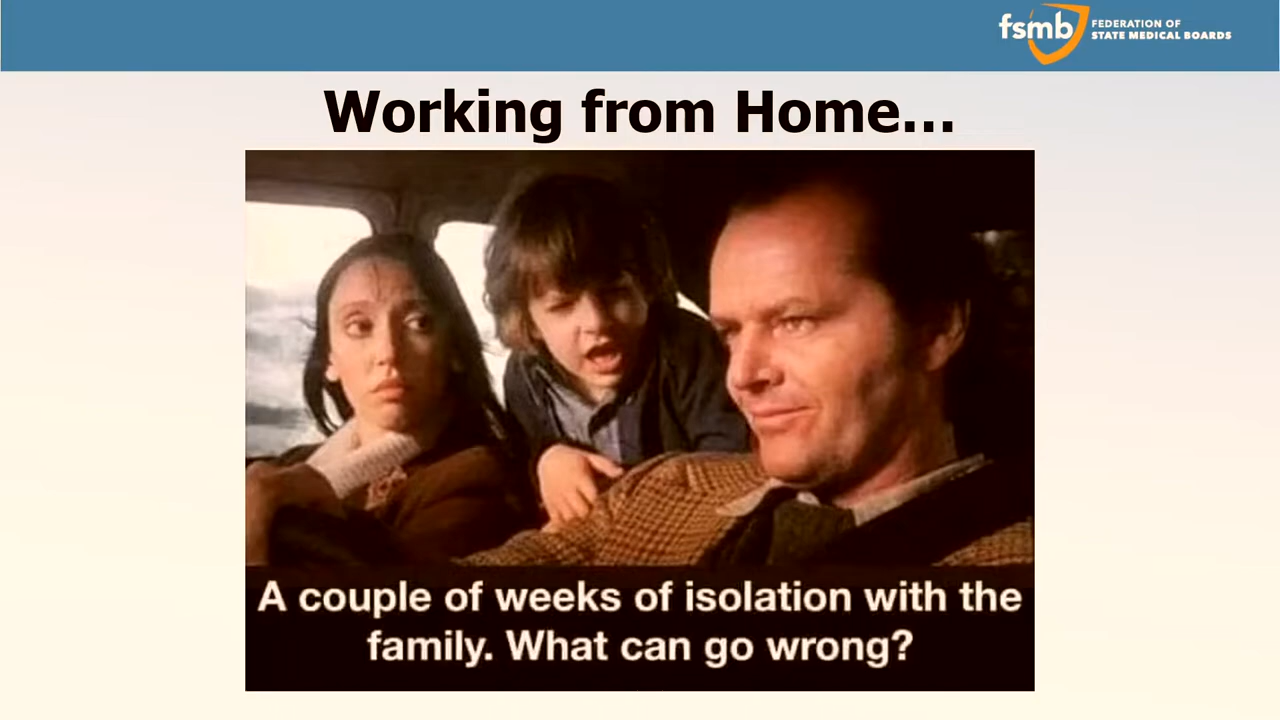 fsmb
FEDERATION OF
STATE MEDICAL BOARDS
Working from Home...
A couple of weeks of isolation with the
family. What can go wrong?